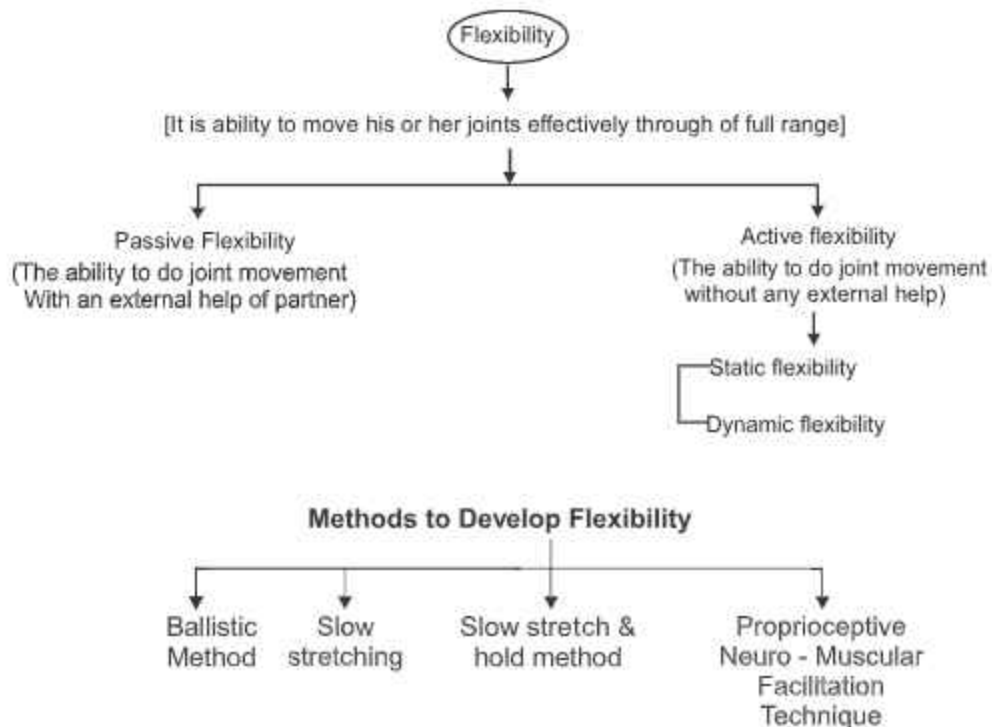 Flexibility
[It is ability to move his or her joints effectively through of full range]
Passive Flexibility
(The ability to do joint movement
With an external help of partner)
Active flexibility
(The ability to do joint movement
without any external help)
Static flexibility
Dynamic flexibility
Methods to Develop Flexibility
Ballistic
Method
Slow
stretching
Slow stretch &
hold method
Proprioceptive
Neuro - Muscular
Facilitation
Technique